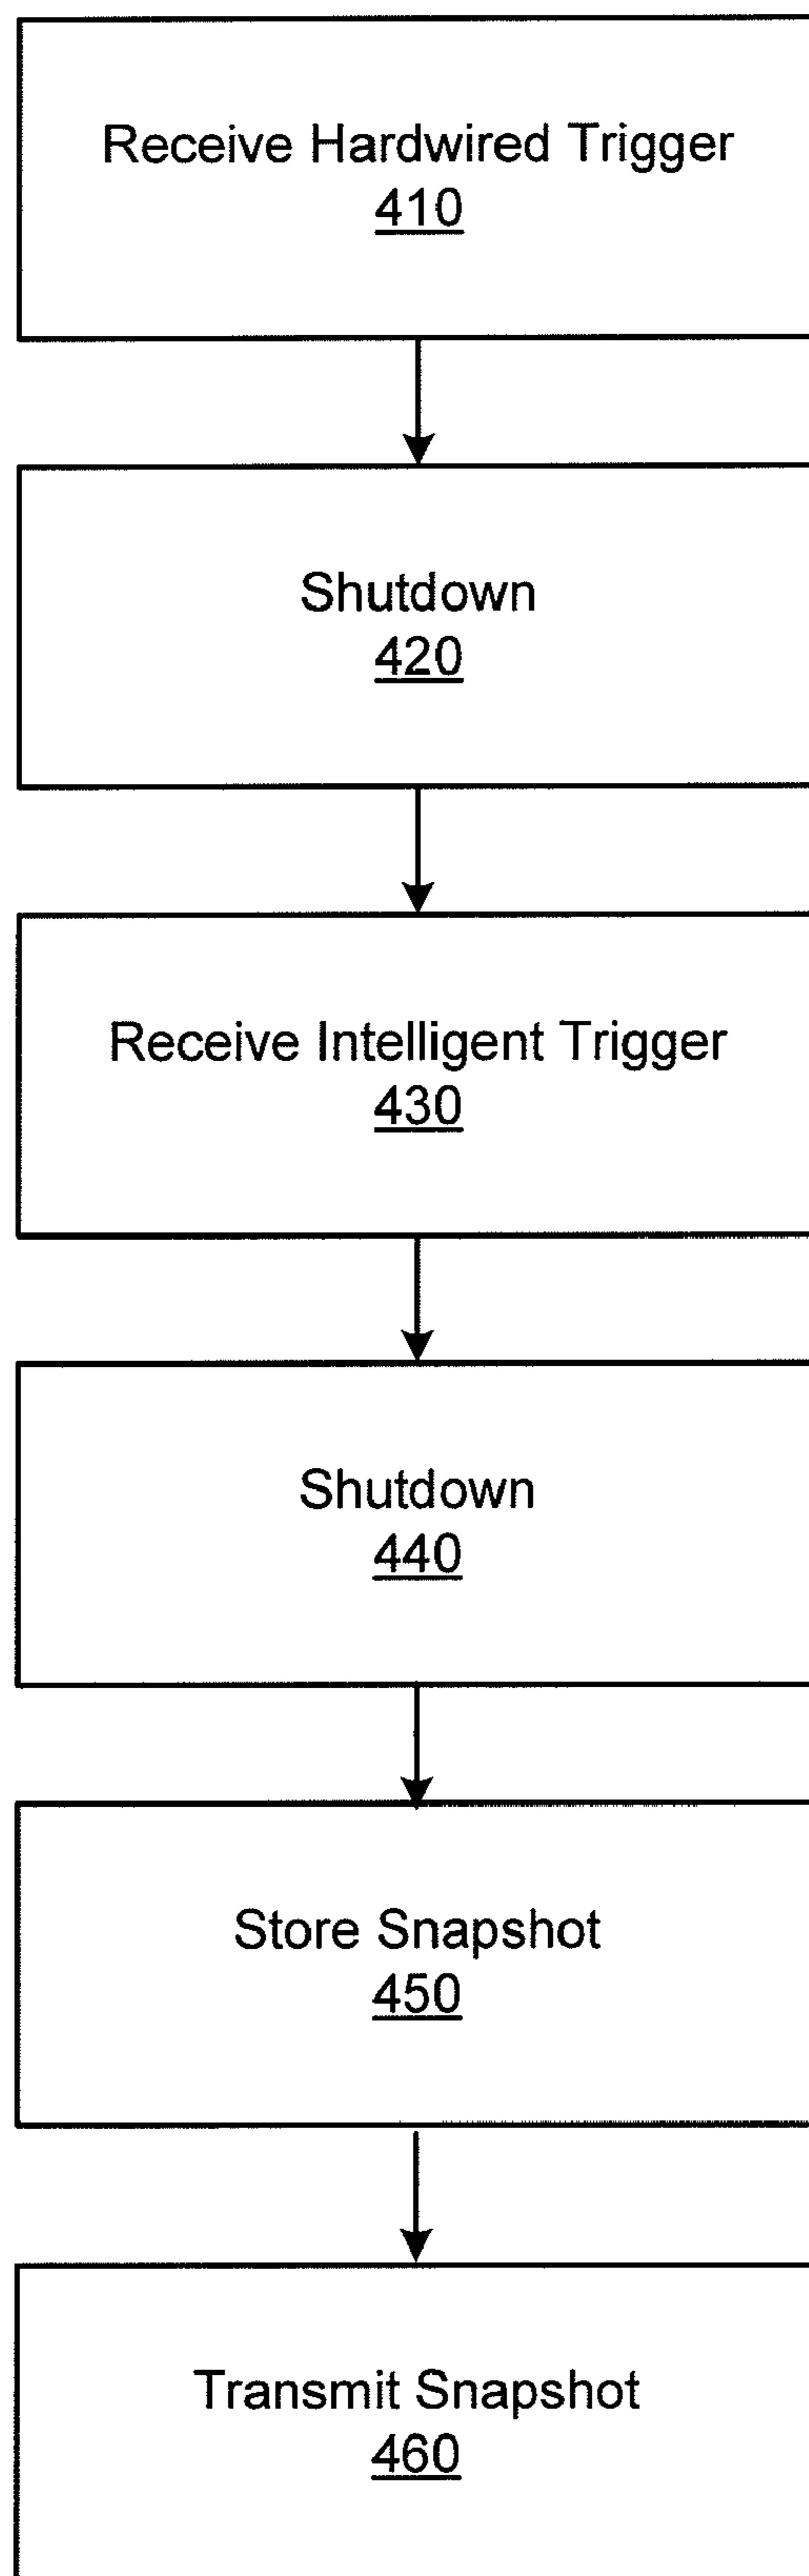 Receive Hardwired Trigger
410
Shutdown
420
Receive Intelligent Trigger
430
Shutdown
440
Store Snapshot
450
Transmit Snapshot
460